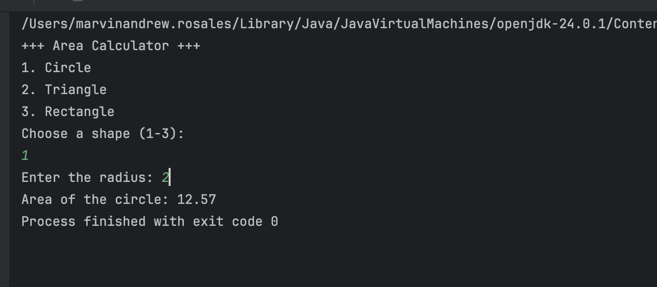 /Users/marvinandrew.rosales/Library/Java/JavaVirtualMachines/openjdk-24.0.1/Conten
+++ Area Calculator +++
1. Circle
2. Triangle
3. Rectangle
Choose a shape (1-3):
1
Enter the radius: 2
Area of the circle: 12.57
Process finished with exit code 0